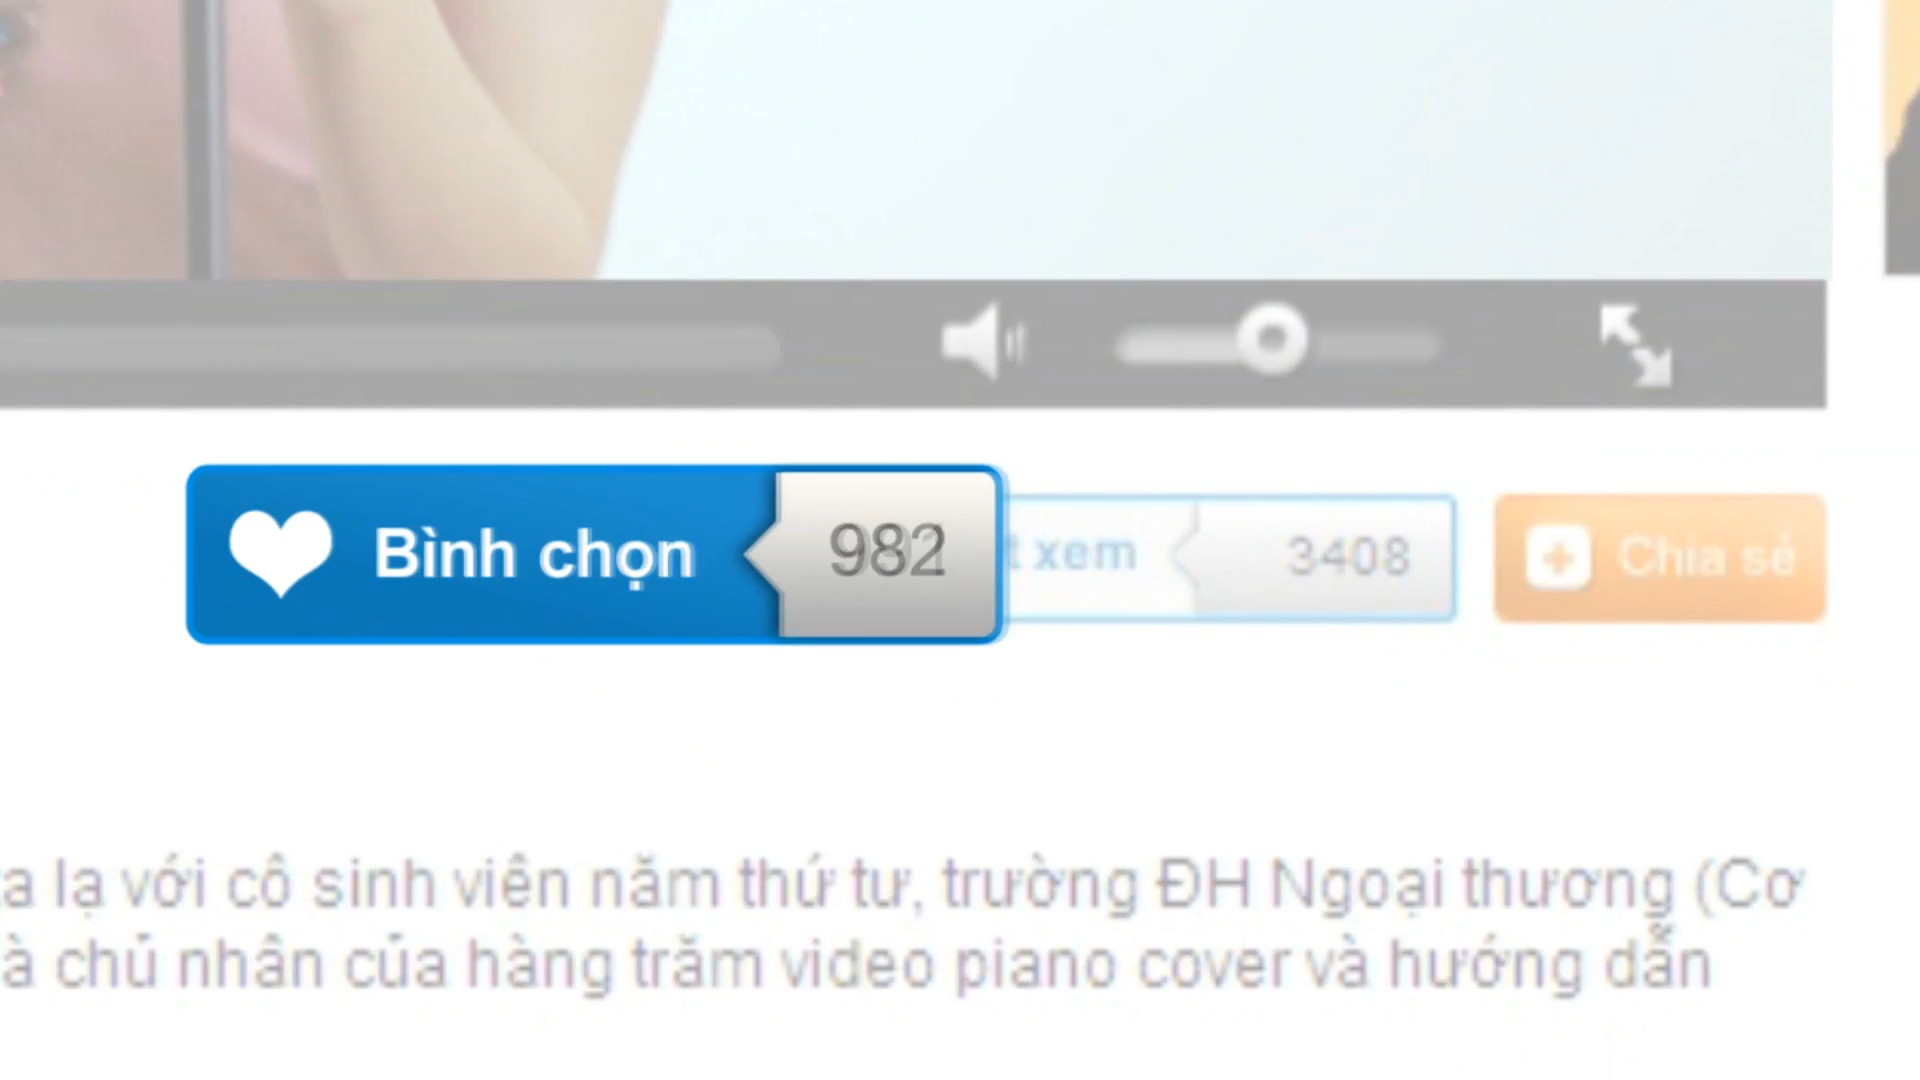 Bình chọn 982
xem 3408
Chia sẻ
lạ với cô sinh viên năm thứ tư, trường ĐH Ngoại thương (Cơ
à chủ nhân của hàng trăm video piano cover và hướng dẫn